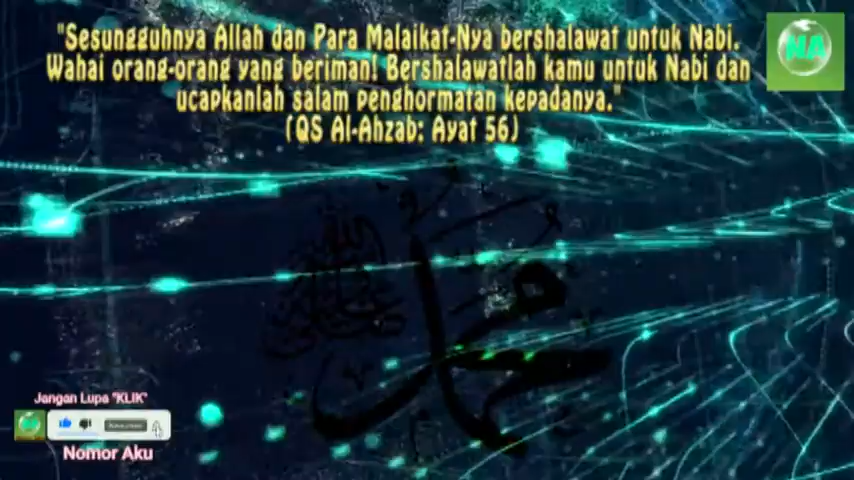 "Sesungguhnya Allah dan Para Malaikat-Nya bershalawat untuk Nabi.
Wahai orang-orang yang beriman! Bershalawatlah kamu untuk Nabi dan
ucapkanlah salam penghormatan kepadanya."
(QS Al-Ahzab: Ayat 56)
NA
محمد
Jangan Lupa "KLIK"
Nomor Aku